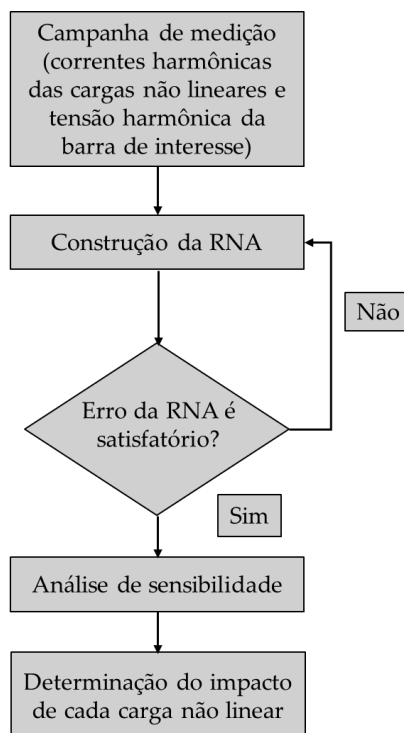 Campanha de medição
(correntes harmônicas
das cargas não lineares e
tensão harmônica da
barra de interesse)
Construção da RNA
Não
Erro da RNA é
satisfatório?
Sim
Análise de sensibilidade
Determinação do impacto
de cada carga não linear